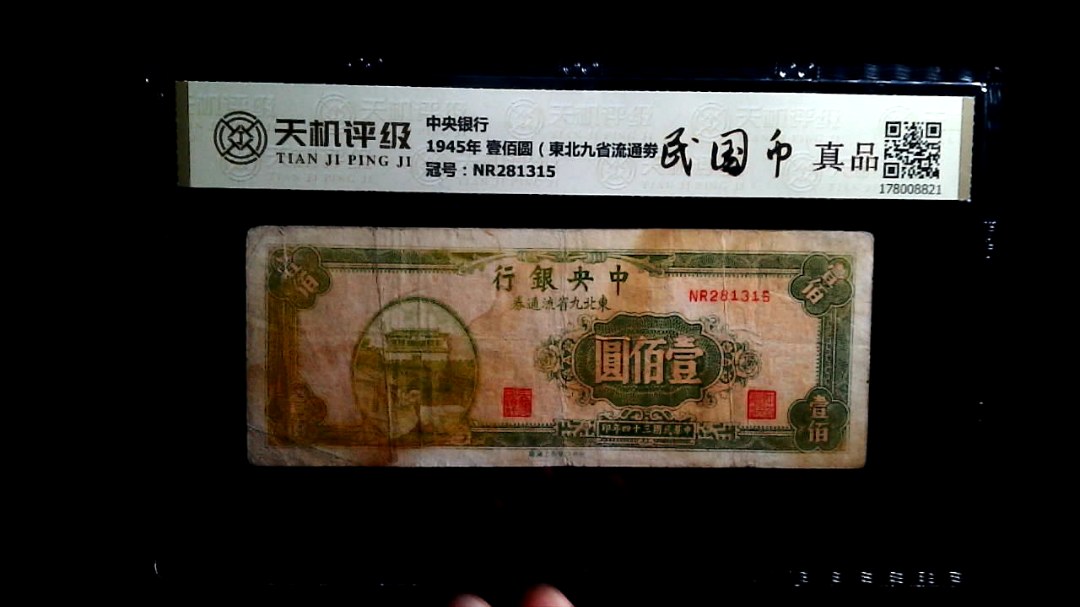 天机评级
TIAN JI PING JI
中央银行
1945年 壹佰圆（東北九省流通券
冠号：NR281315
民国币
真品
178008821
行銀央中
券通流省九北東
NR281315
圓佰壹
印年四十三國民華中
壹佰
壹佰
佰